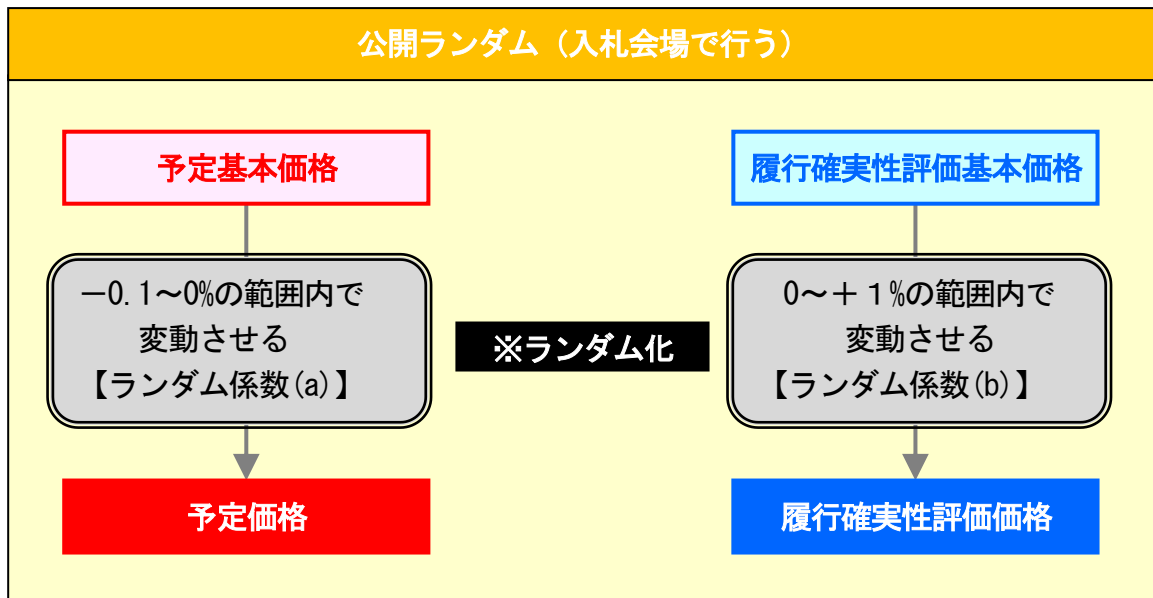 公開ランダム（入札会場で行う）
予定基本価格
－0.1～0%の範囲内で
変動させる
【ランダム係数(a)】
予定価格
※ランダム化
履行確実性評価基本価格
0～＋１%の範囲内で
変動させる
【ランダム係数(b)】
履行確実性評価価格